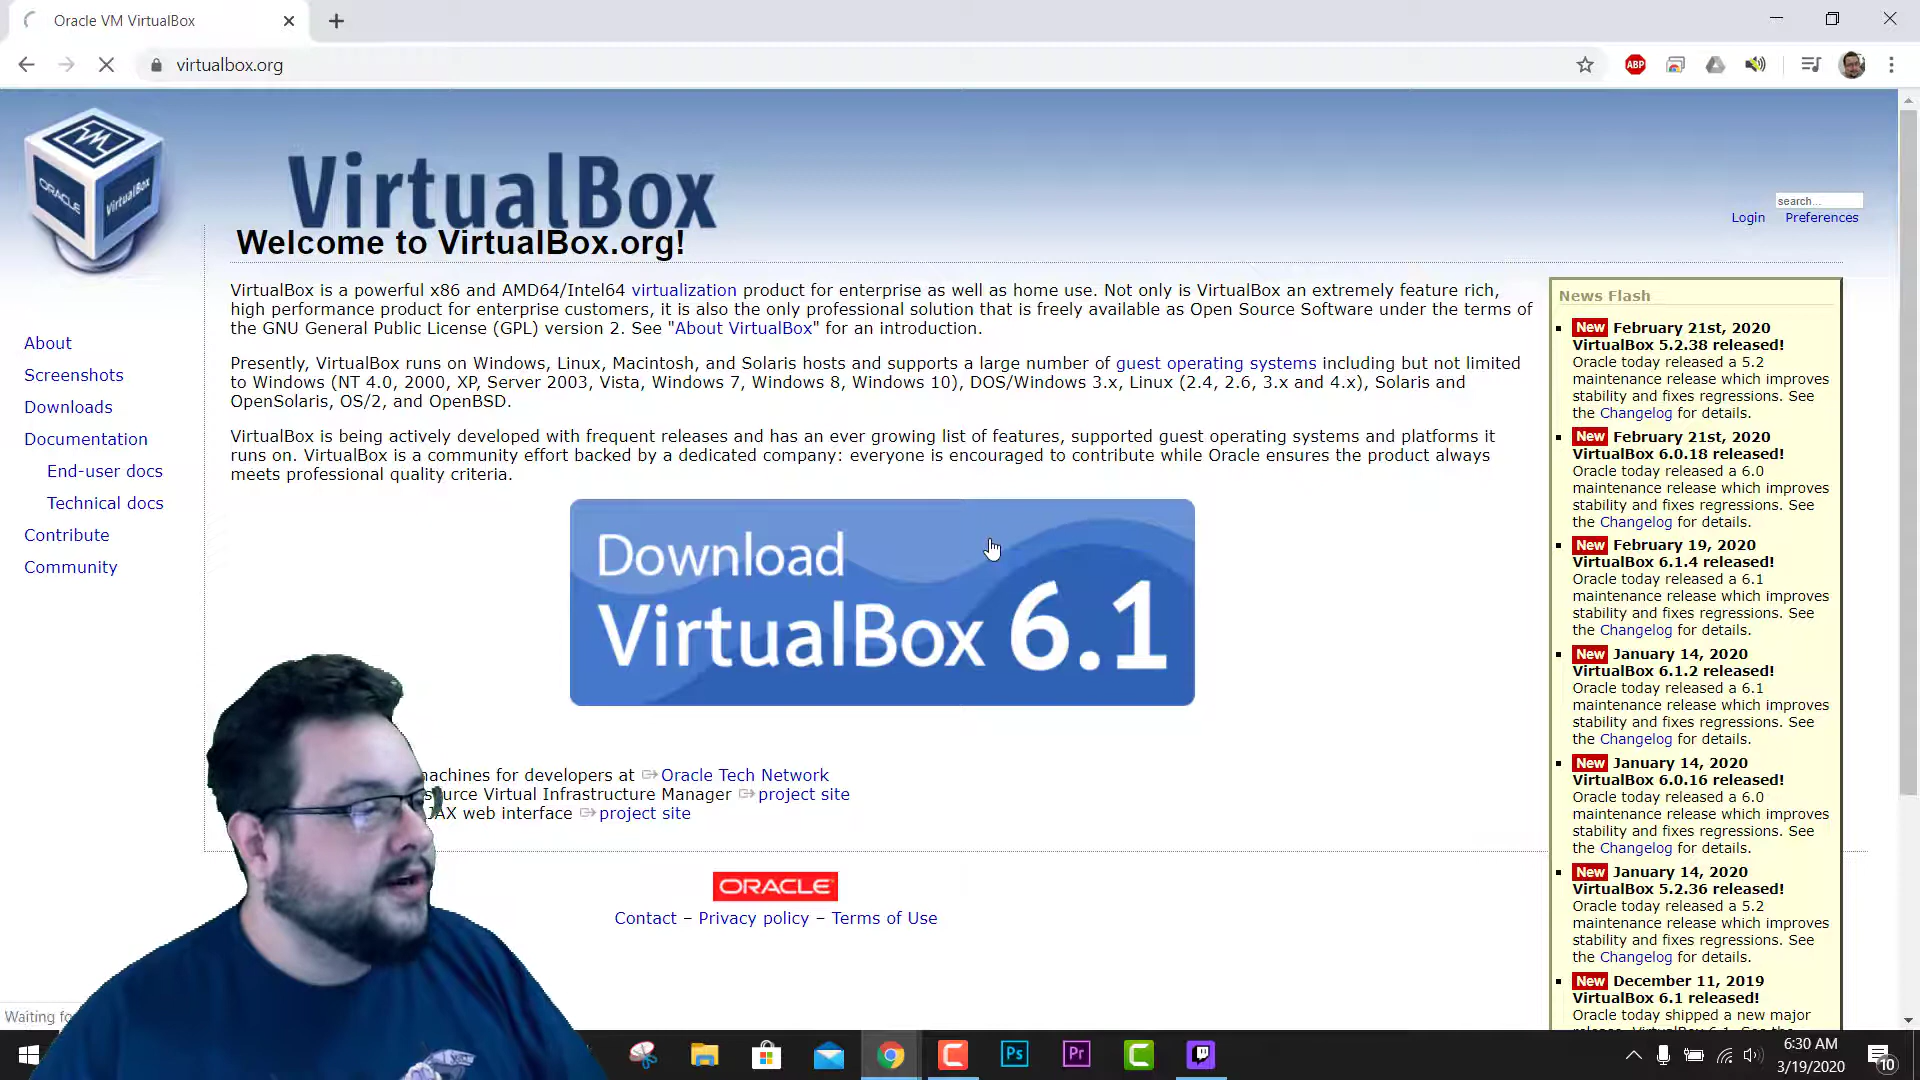 Oracle VM VirtualBox
virtualbox.org
ABP
ORACLE
VirtualBox
VirtualBox
search...
Login Preferences
Welcome to VirtualBox.org!
VirtualBox is a powerful x86 and AMD64/Intel64 virtualization product for enterprise as well as home use. Not only is VirtualBox an extremely feature rich,
high performance product for enterprise customers, it is also the only professional solution that is freely available as Open Source Software under the terms of
the GNU General Public License (GPL) version 2. See "About VirtualBox" for an introduction.
Presently, VirtualBox runs on Windows, Linux, Macintosh, and Solaris hosts and supports a large number of guest operating systems including but not limited
to Windows (NT 4.0, 2000, XP, Server 2003, Vista, Windows 7, Windows 8, Windows 10), DOS/Windows 3.x, Linux (2.4, 2.6, 3.x and 4.x), Solaris and
OpenSolaris, OS/2, and OpenBSD.
VirtualBox is being actively developed with frequent releases and has an ever growing list of features, supported guest operating systems and platforms it
runs on. VirtualBox is a community effort backed by a dedicated company: everyone is encouraged to contribute while Oracle ensures the product always
meets professional quality criteria.
About
Screenshots
Downloads
Documentation
End-user docs
Technical docs
Contribute
Community
Download
VirtualBox 6.1
machines for developers at Oracle Tech Network
Virtual Infrastructure Manager project site
web interface project site
ORACLE
Contact – Privacy policy – Terms of Use
News Flash
New February 21st, 2020
VirtualBox 5.2.38 released!
Oracle today released a 5.2
maintenance release which improves
stability and fixes regressions. See
the Changelog for details.
New February 21st, 2020
VirtualBox 6.0.18 released!
Oracle today released a 6.0
maintenance release which improves
stability and fixes regressions. See
the Changelog for details.
New February 19, 2020
VirtualBox 6.1.4 released!
Oracle today released a 6.1
maintenance release which improves
stability and fixes regressions. See
the Changelog for details.
New January 14, 2020
VirtualBox 6.1.2 released!
Oracle today released a 6.1
maintenance release which improves
stability and fixes regressions. See
the Changelog for details.
New January 14, 2020
VirtualBox 6.0.16 released!
Oracle today released a 6.0
maintenance release which improves
stability and fixes regressions. See
the Changelog for details.
New January 14, 2020
VirtualBox 5.2.36 released!
Oracle today released a 5.2
maintenance release which improves
stability and fixes regressions. See
the Changelog for details.
New December 11, 2019
VirtualBox 6.1 released!
Oracle today shipped a new major
Waiting
Ps
Pr
6:30 AM
3/19/2020
10